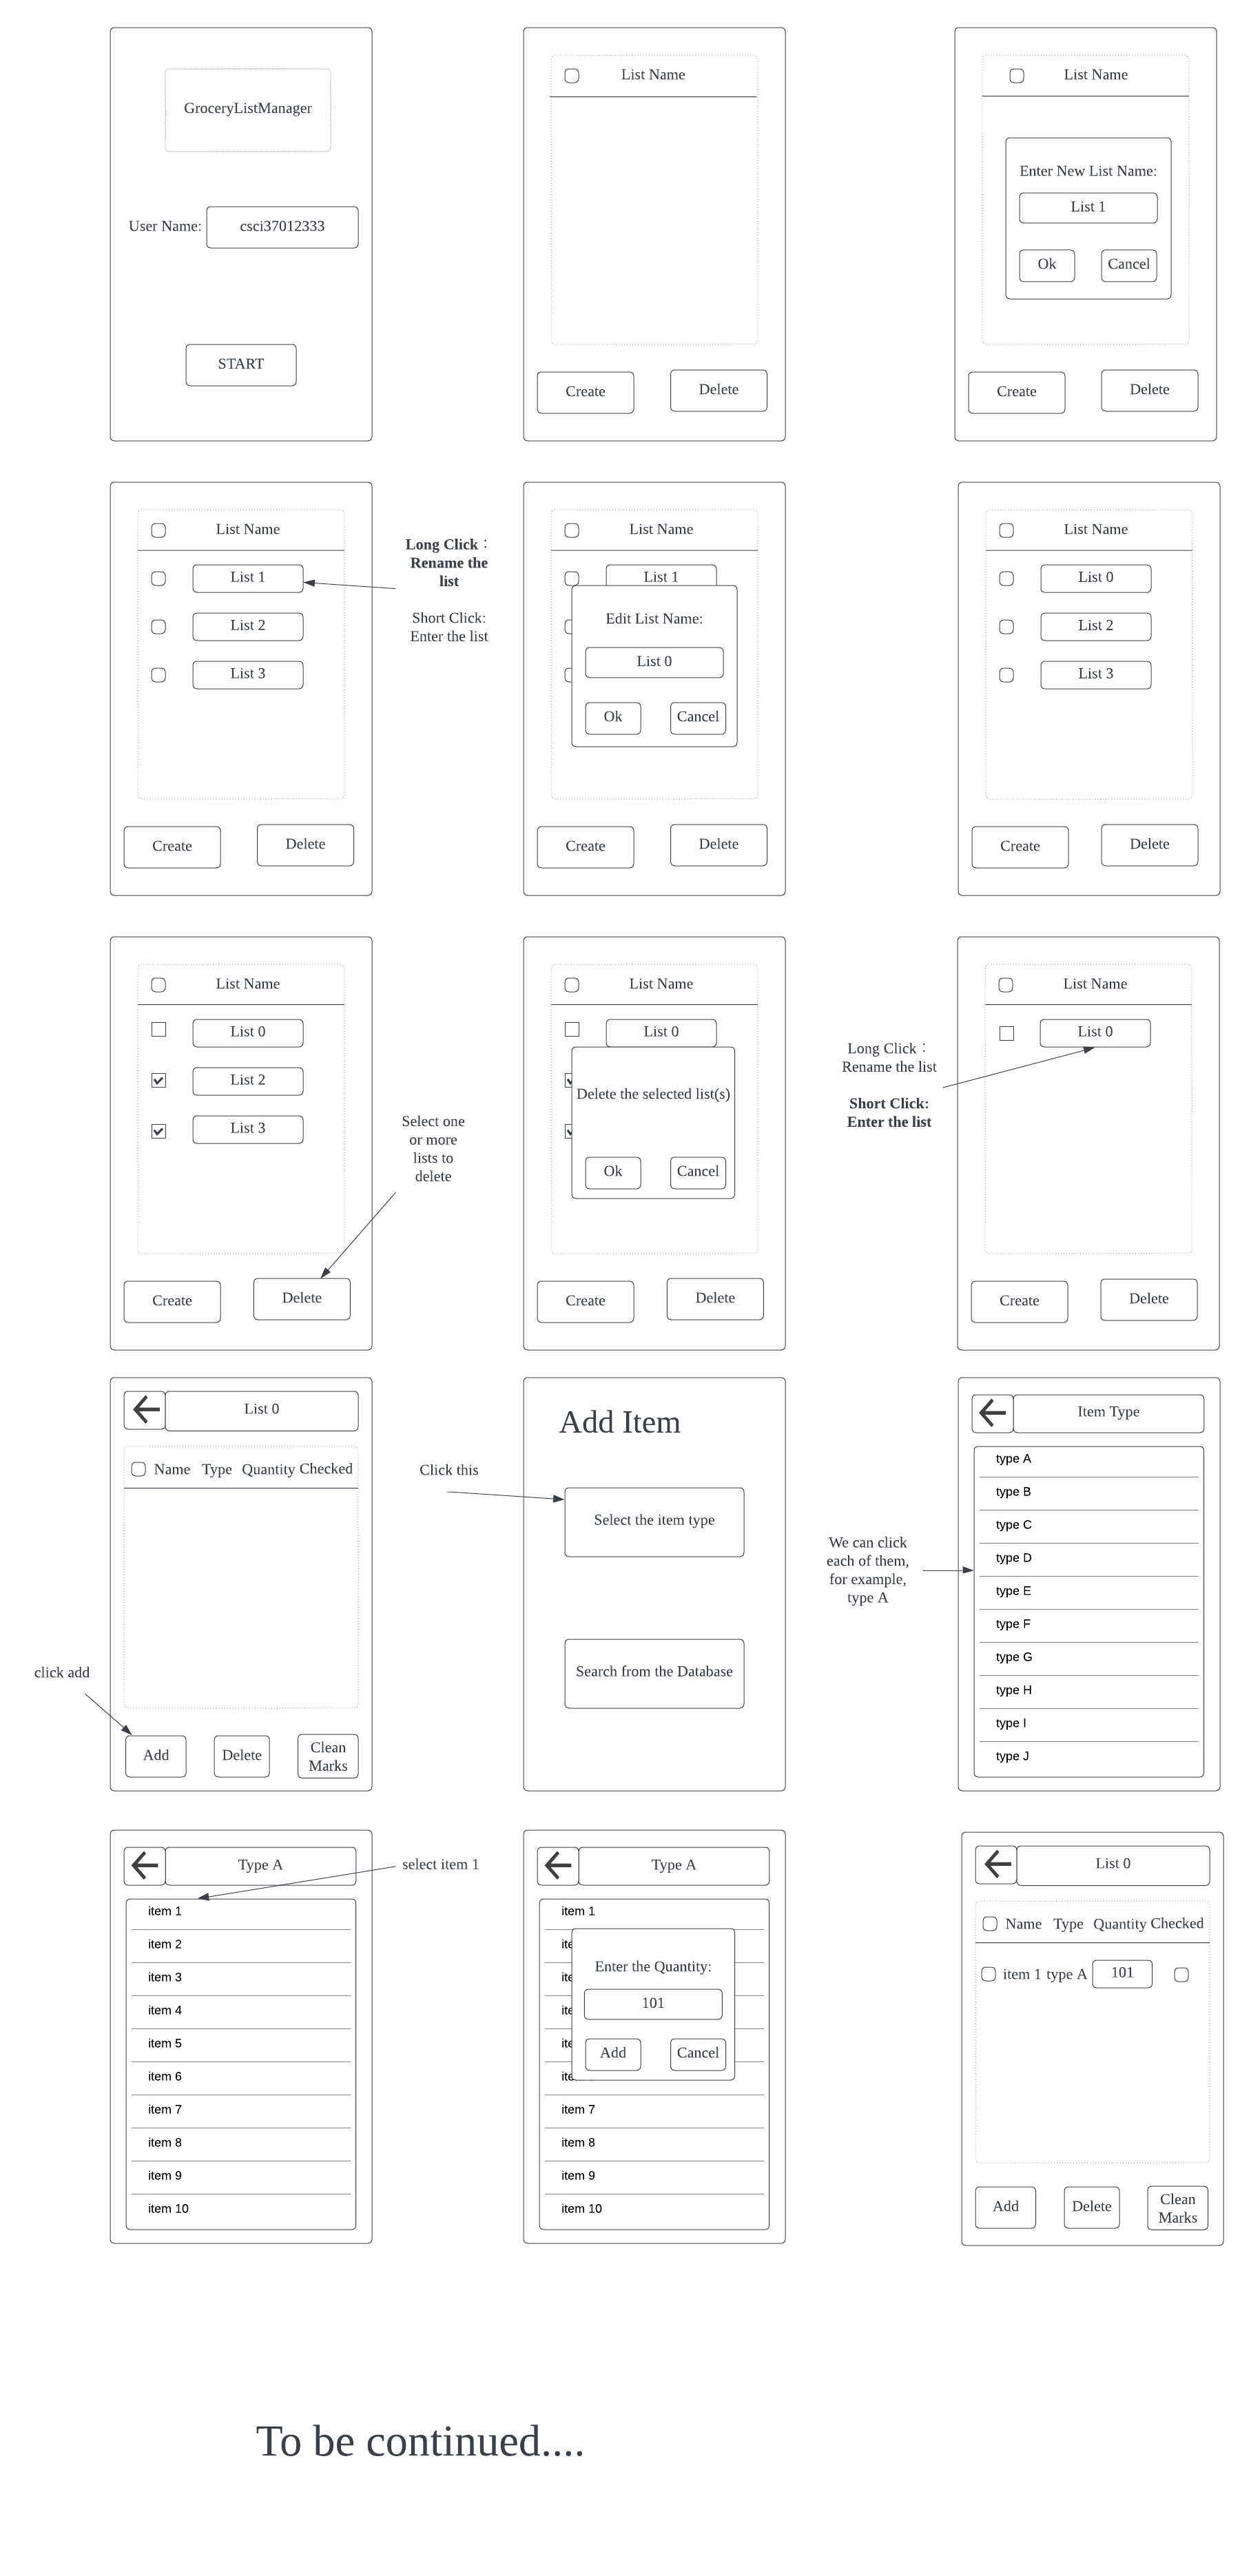 GroceryListManager
User Name:
csci37012333
START
List Name
Create
Delete
List Name
Enter New List Name:
List 1
Ok
Cancel
Create
Delete
List Name
List 1
List 2
List 3
Create
Delete
Long Click：
Rename the
list
Short Click:
Enter the list
List Name
List 1
Edit List Name:
List 0
Ok
Cancel
Create
Delete
List Name
List 0
List 2
List 3
Create
Delete
List Name
List 0
List 2
List 3
Create
Delete
Select one
or more
lists to
delete
List Name
List 0
Delete the selected list(s)
Ok
Cancel
Create
Delete
Long Click：
Rename the list
Short Click:
Enter the list
List Name
List 0
Create
Delete
List 0
Name Type Quantity Checked
click add
Add
Delete
Clean
Marks
Add Item
Click this
Select the item type
Search from the Database
We can click
each of them,
for example,
type A
Item Type
type A
type B
type C
type D
type E
type F
type G
type H
type I
type J
Type A
select item 1
item 1
item 2
item 3
item 4
item 5
item 6
item 7
item 8
item 9
item 10
Type A
item 1
ite
ite
ite
ite
ite
Enter the Quantity:
101
Add
Cancel
item 7
item 8
item 9
item 10
List 0
Name Type Quantity Checked
item 1 type A 101
Add
Delete
Clean
Marks
To be continued....